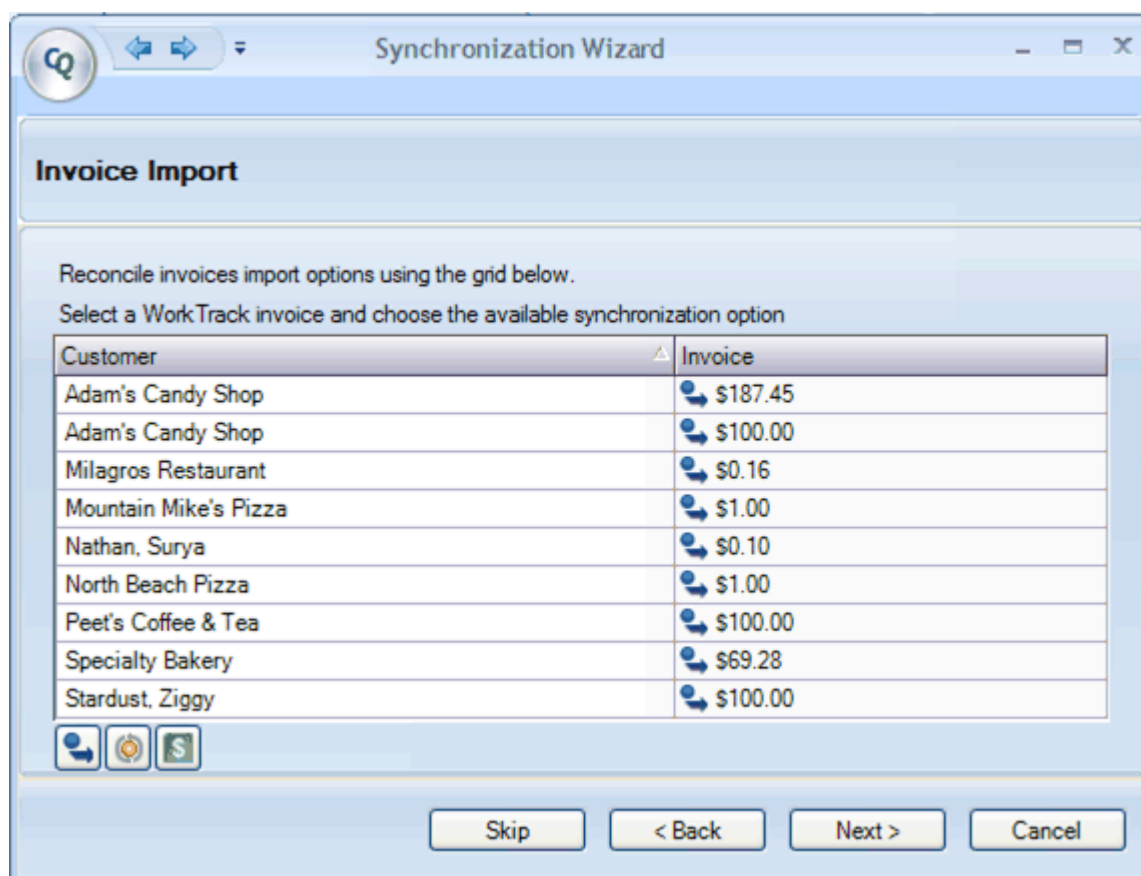 CQ Synchronization Wizard
Invoice Import
Reconcile invoices import options using the grid below.
Select a WorkTrack invoice and choose the available synchronization option
Customer Invoice
Adam's Candy Shop $187.45
Adam's Candy Shop $100.00
Milagros Restaurant $0.16
Mountain Mike's Pizza $1.00
Nathan, Surya $0.10
North Beach Pizza $1.00
Peet's Coffee & Tea $100.00
Specialty Bakery $69.28
Stardust, Ziggy $100.00
S
Skip < Back Next > Cancel